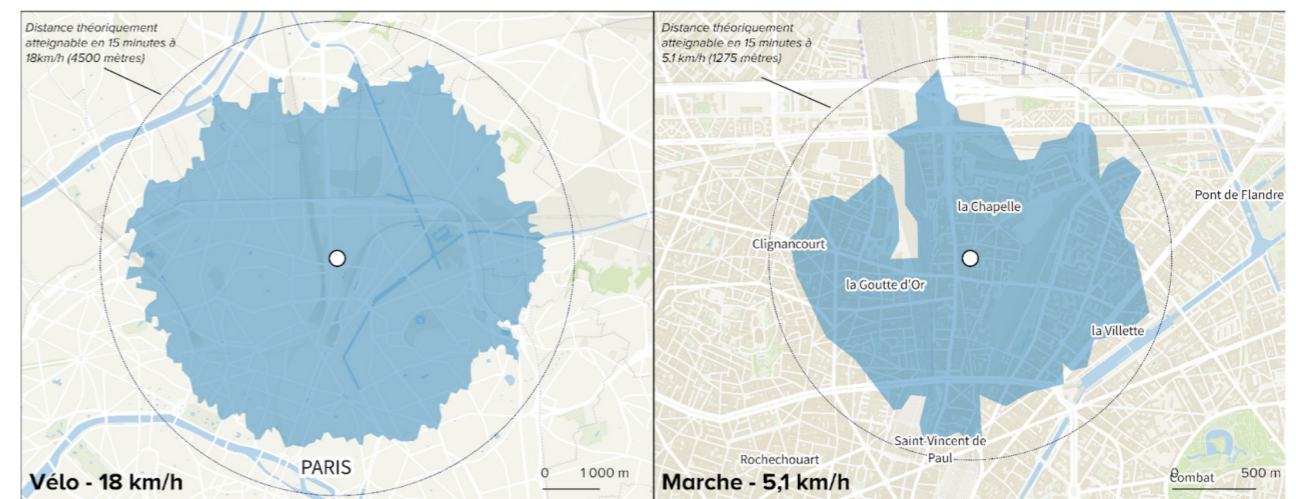 Distance théoriquement
atteignable en 15 minutes à
18km/h (4500 mètres)
PARIS
0 1 000 m
Vélo - 18 km/h
Distance théoriquement
atteignable en 15 minutes à
5.1 km/h (1275 mètres)
Pont de Flandre
la Chapelle
Clignancourt
la Goutte d'Or
la Villette
Saint-Vincent de
Paul
Rochechouart
0 500 m
Combat
Marche - 5,1 km/h